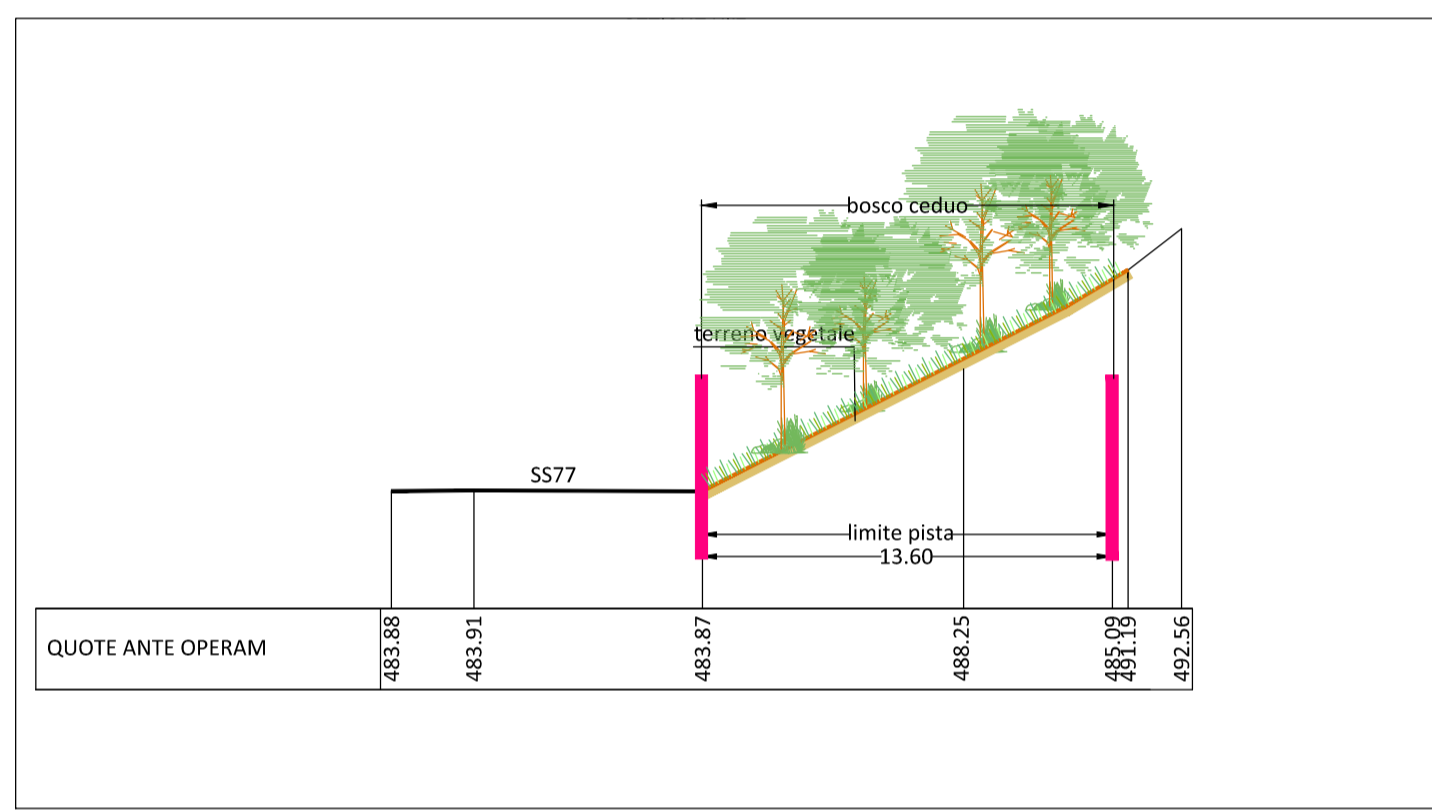 bosco ceduo
terreno vegetale
SS77
limite pista
13.60
QUOTE ANTE OPERAM
483.88
483.91
483.87
488.25
485.09
491.19
492.56